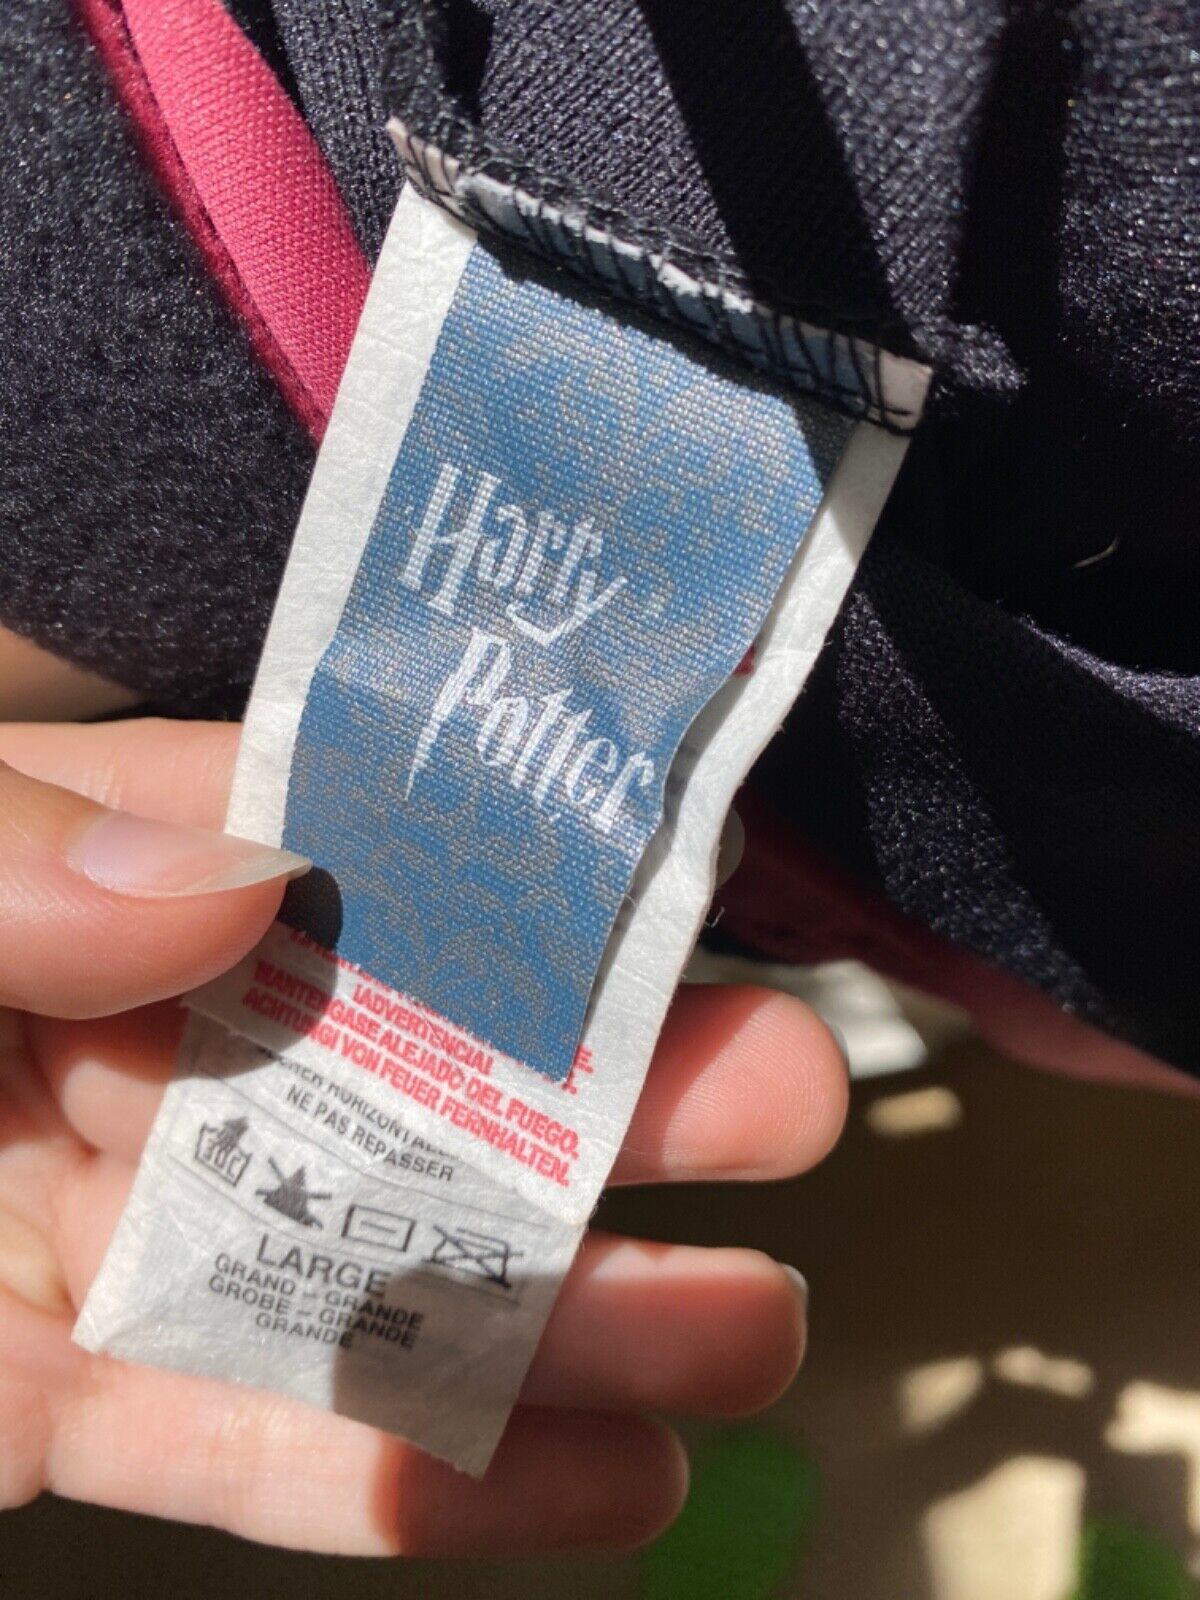 Harry
Potter
¡ADVERTENCIA!
MANTENGASE ALEJADO DEL FUEGO.
ACHTUNG! VON FEUER FERNHALTEN.
NE PAS REPASSER
30C
LARGE
GRAND – GRANDE
GROBE – GRANDE
GRANDE